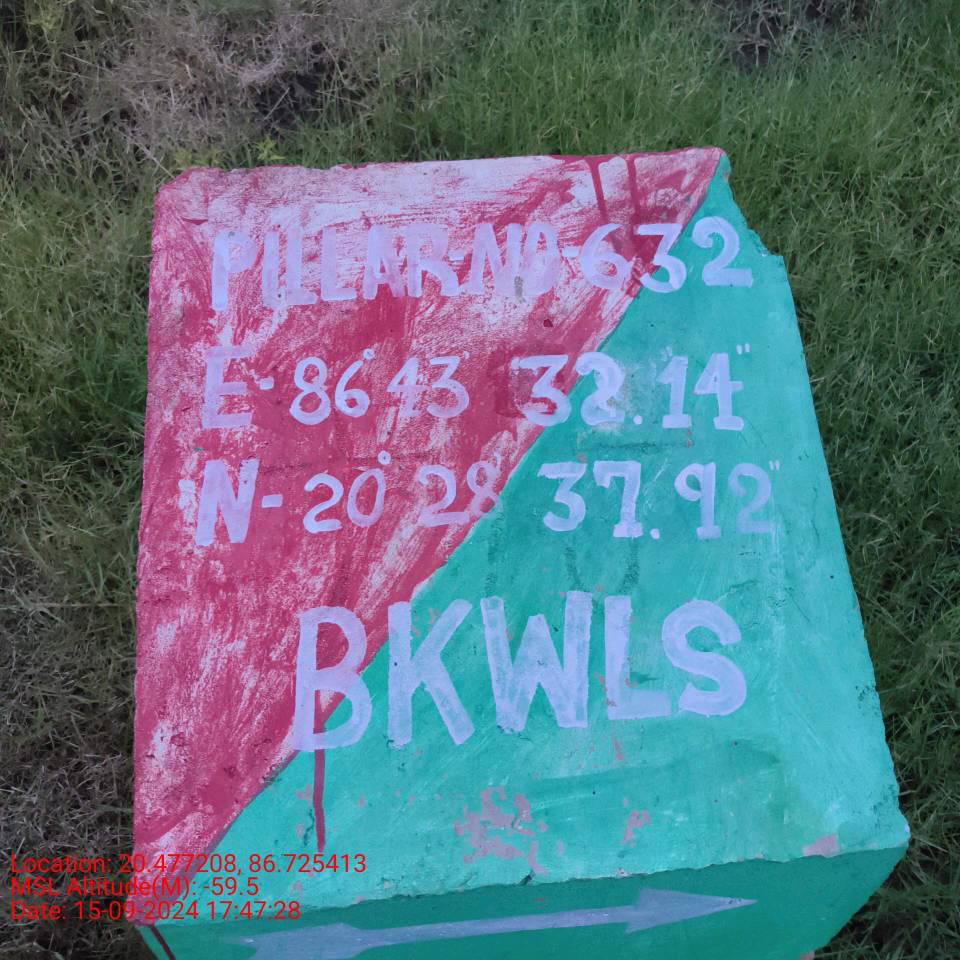 PILLAR-NO-632
E-86°43' 32."14"
N-20° 28' 37.92"
BKWLS
Location: 20.477208, 86.725413
MSL Altitude(M): -59.5
Date: 15-09-2024 17:47:28